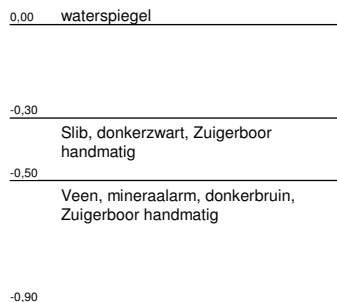 0,00 waterspiegel
-0,30
Slib, donkerzwart, Zuigerboor
handmatig
-0,50
Veen, mineraalarm, donkerbruin,
Zuigerboor handmatig
-0,90